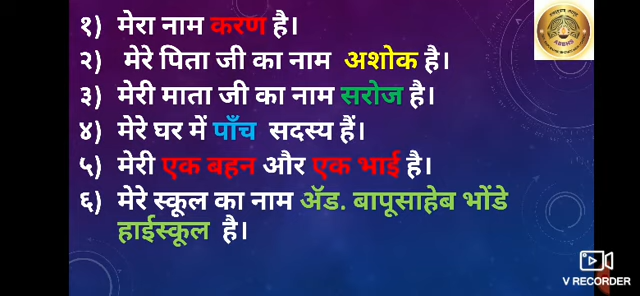 १) मेरा नाम करण है।
२) मेरे पिता जी का नाम अशोक है।
३) मेरी माता जी का नाम सरोज है।
४) मेरे घर में पाँच सदस्य हैं।
५) मेरी एक बहन और एक भाई है।
६) मेरे स्कूल का नाम ॲड. बापूसाहेब भोंडे
हाईस्कूल है।
V RECORDER